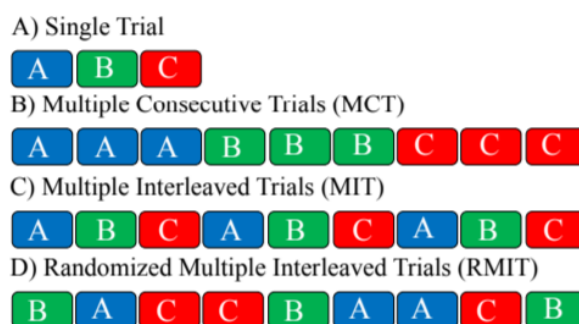 A) Single Trial
A B C
B) Multiple Consecutive Trials (MCT)
A A A B B B C C C
C) Multiple Interleaved Trials (MIT)
A B C A B C A B C
D) Randomized Multiple Interleaved Trials (RMIT)
B A C C B A A C B